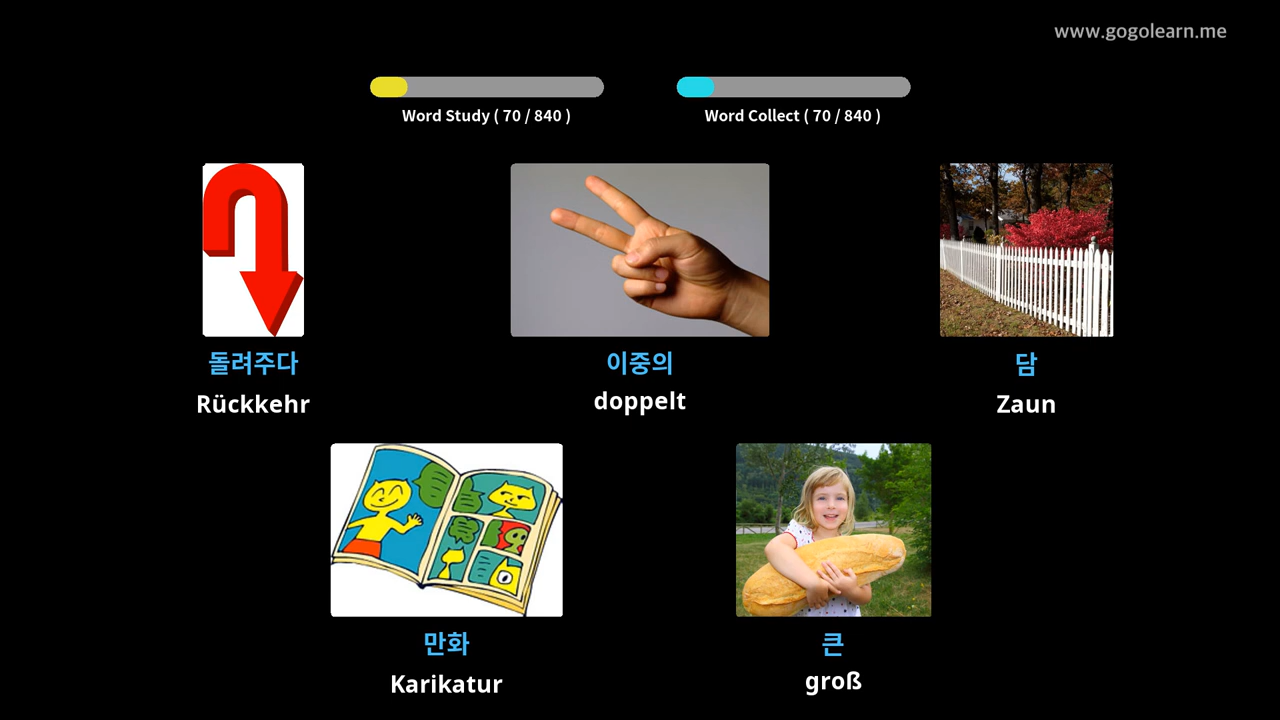 www.gogolearn.me
Word Study ( 70 / 840 )
Word Collect ( 70 / 840 )
돌려주다
Rückkehr
이중의
doppelt
담
Zaun
만화
Karikatur
큰
groß